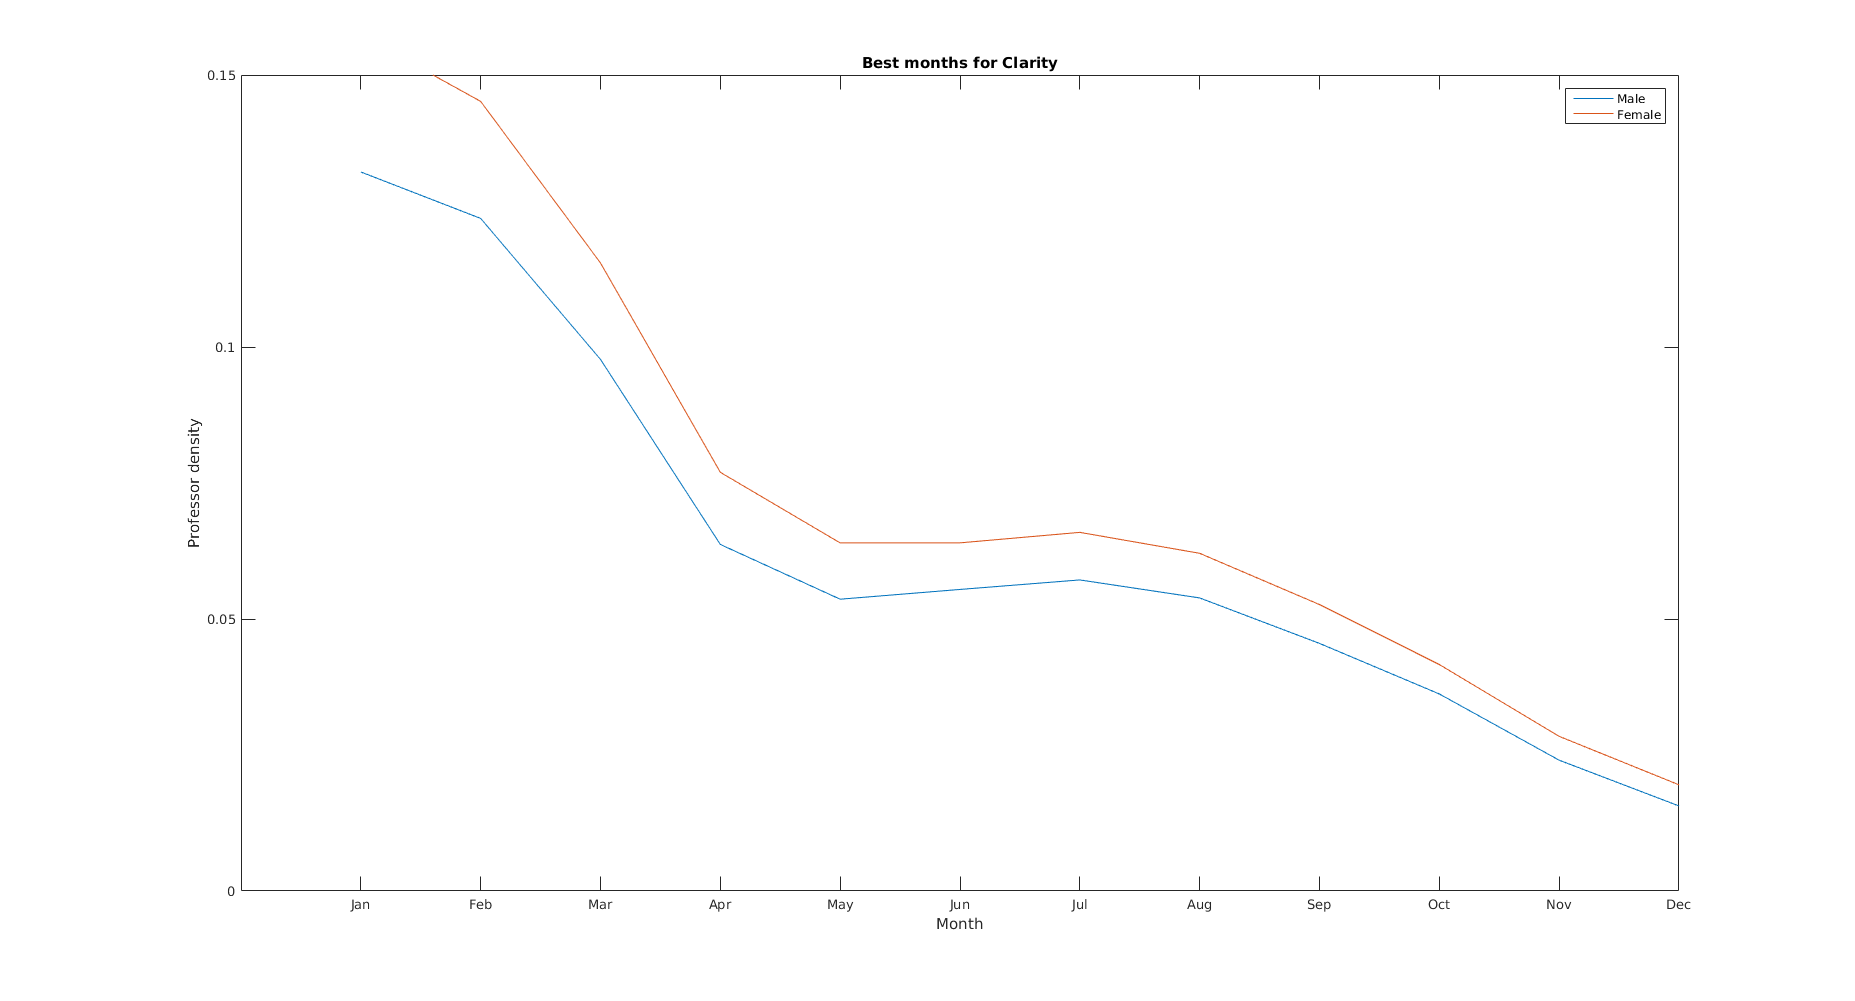 Best months for Clarity
Male
Female
0.15
0.1
0.05
0
Professor density
Jan Feb Mar Apr May Jun Jul Aug Sep Oct Nov Dec
Month